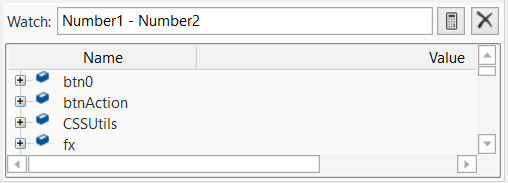 Watch: Number1 - Number2
Name Value
btn0
btnAction
CSSUtils
fx